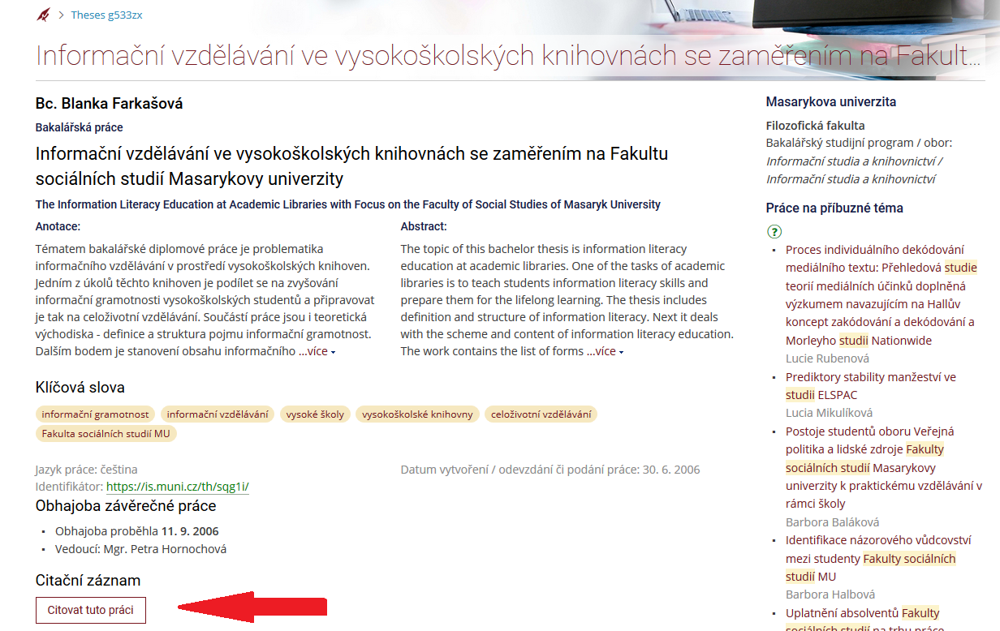 Theses g533zx
Informační vzdělávání ve vysokoškolských knihovnách se zaměřením na Fakult...
Bc. Blanka Farkašová
Bakalářská práce
Informační vzdělávání ve vysokoškolských knihovnách se zaměřením na Fakultu
sociálních studií Masarykovy univerzity
The Information Literacy Education at Academic Libraries with Focus on the Faculty of Social Studies of Masaryk University
Anotace:
Tématem bakalářské diplomové práce je problematika
informačního vzdělávání v prostředí vysokoškolských knihoven.
Jedním z úkolů těchto knihoven je podílet se na zvyšování
informační gramotnosti vysokoškolských studentů a připravovat
je tak na celoživotní vzdělávání. Součástí práce jsou i teoretická
východiska - definice a struktura pojmu informační gramotnost.
Dalším bodem je stanovení obsahu informačního ...více
Abstract:
The topic of this bachelor thesis is information literacy
education at academic libraries. One of the tasks of academic
libraries is to teach students information literacy skills and
prepare them for the lifelong learning. The thesis includes
definition and structure of information literacy. Next it deals
with the scheme and content of information literacy education.
The work contains the list of forms ...více
Klíčová slova
informační gramotnost informační vzdělávání vysoké školy vysokoškolské knihovny celoživotní vzdělávání
Fakulta sociálních studií MU
Jazyk práce: čeština
Datum vytvoření / odevzdání či podání práce: 30. 6. 2006
Identifikátor: https://is.muni.cz/th/sqg1i/
Obhajoba závěrečné práce
Obhajoba proběhla 11. 9. 2006
Vedoucí: Mgr. Petra Hornochová
Citační záznam
Citovat tuto práci
Masarykova univerzita
Filozofická fakulta
Bakalářský studijní program / obor:
Informační studia a knihovnictví /
Informační studia a knihovnictví
Práce na příbuzné téma
?
Proces individuálního dekódování
mediálního textu: Přehledová studie
teorií mediálních účinků doplněná
výzkumem navazujícím na Hallův
koncept zakódování a dekódování a
Morleyho studii Nationwide
Lucie Rubenová
Prediktory stability manžeství ve
studii ELSPAC
Lucia Mikulíková
Postoje studentů oboru Veřejná
politika a lidské zdroje Fakulty
sociálních studií Masarykovy
univerzity k praktickému vzdělávání v
rámci školy
Barbora Baláková
Identifikace názorového vůdcovství
mezi studenty Fakulty sociálních
studií MU
Barbora Halbová
Uplatnění absolventů Fakulty
sociálních studií na trhu práce